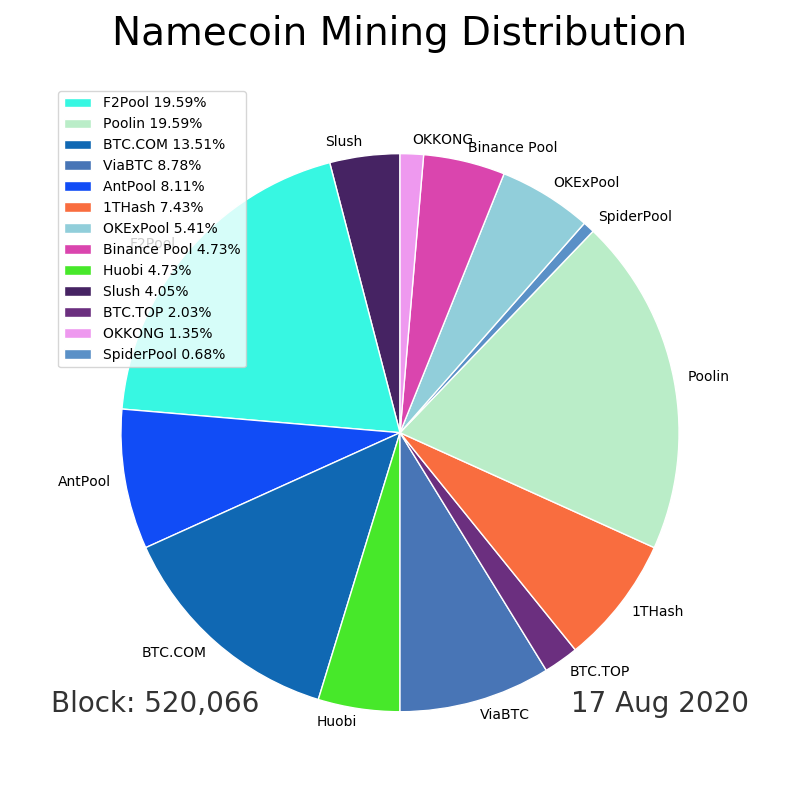 Namecoin Mining Distribution
F2Pool 19.59%
Poolin 19.59%
BTC.COM 13.51%
ViaBTC 8.78%
AntPool 8.11%
1THash 7.43%
OKExPool 5.41%
Binance Pool 4.73%
Huobi 4.73%
Slush 4.05%
BTC.TOP 2.03%
OKKONG 1.35%
SpiderPool 0.68%
Slush
OKKONG
Binance Pool
OKExPool
SpiderPool
F2Pool
Poolin
AntPool
1THash
BTC.COM
BTC.TOP
Huobi
ViaBTC
Block: 520,066
17 Aug 2020